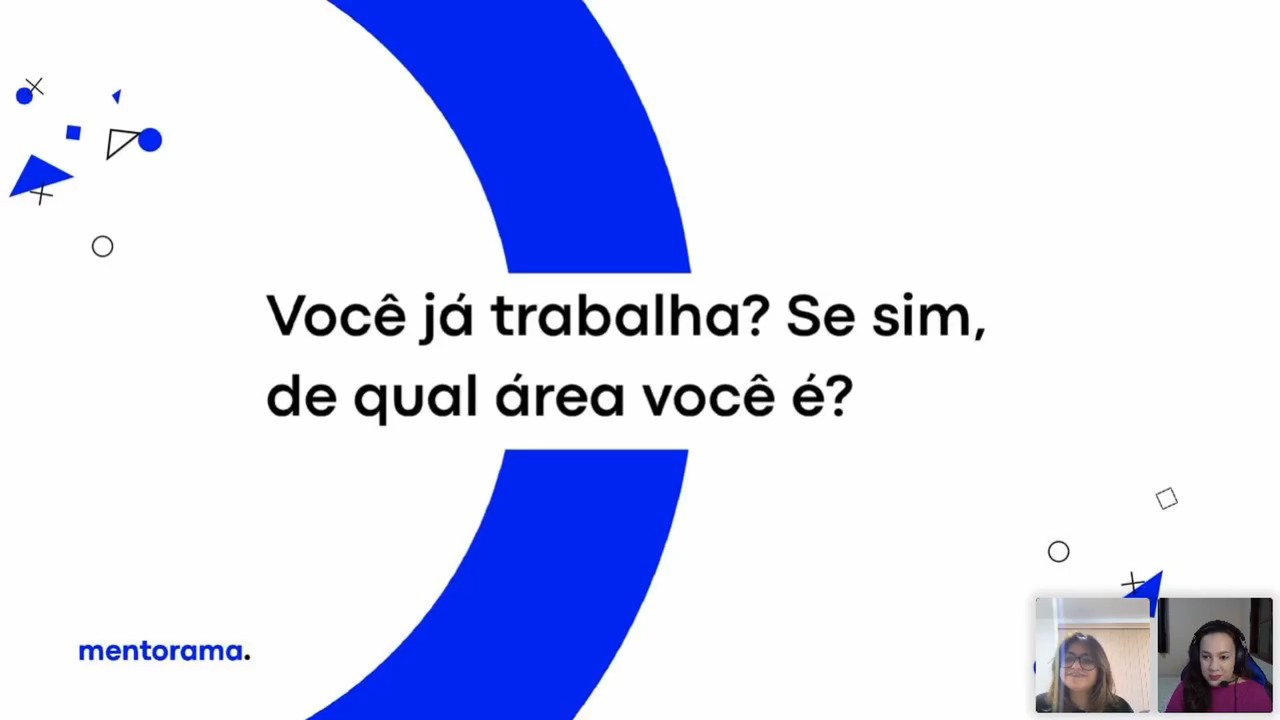 Você já trabalha? Se sim,
de qual área você é?
mentorama.